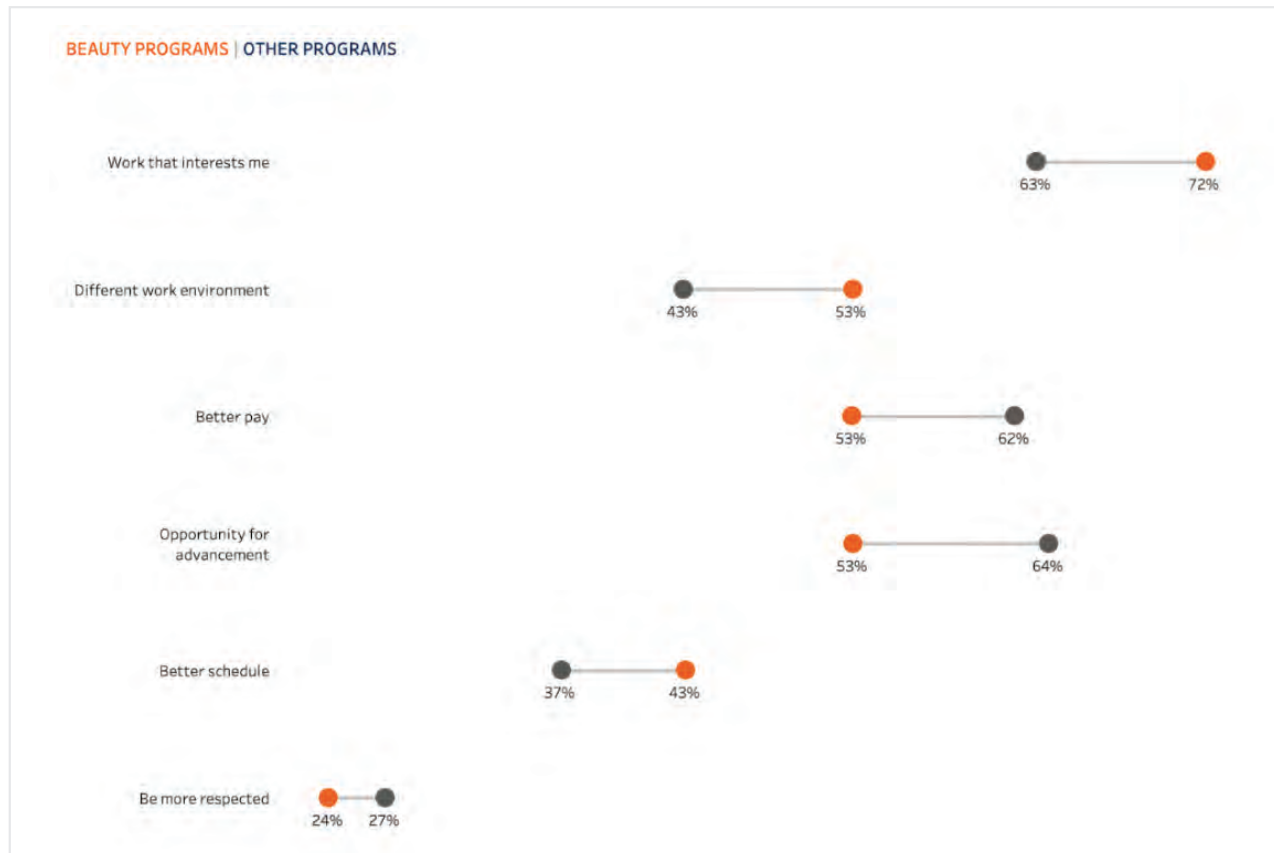 BEAUTY PROGRAMS | OTHER PROGRAMS
Work that interests me
63% 72%
Different work environment
43% 53%
Better pay
53% 62%
Opportunity for
advancement
53% 64%
Better schedule
37% 43%
Be more respected
24% 27%